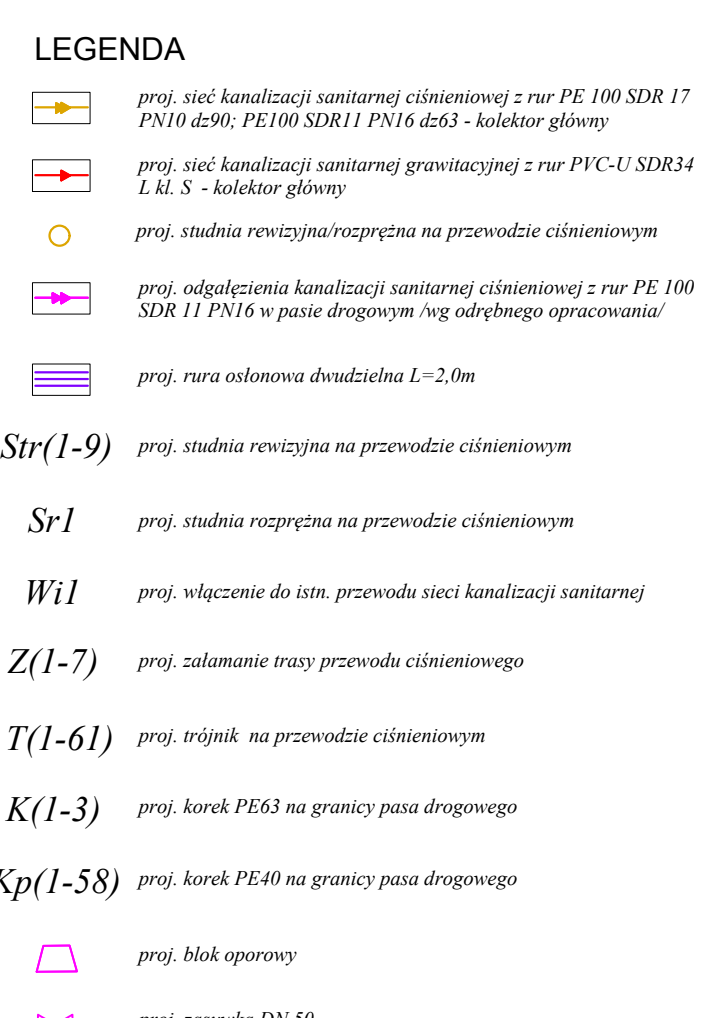 LEGENDA
proj. sieć kanalizacji sanitarnej ciśnieniowej z rur PE 100 SDR 17
PN10 dz90; PE100 SDR11 PN16 dz63 - kolektor główny
proj. sieć kanalizacji sanitarnej grawitacyjnej z rur PVC-U SDR34
L kl. S - kolektor główny
proj. studnia rewizyjna/rozprężna na przewodzie ciśnieniowym
proj. odgałęzienia kanalizacji sanitarnej ciśnieniowej z rur PE 100
SDR 11 PN16 w pasie drogowym /wg odrębnego opracowania/
proj. rura osłonowa dwudzielna L=2,0m
Str(1-9) proj. studnia rewizyjna na przewodzie ciśnieniowym
Sr1 proj. studnia rozprężna na przewodzie ciśnieniowym
Wi1 proj. włączenie do istn. przewodu sieci kanalizacji sanitarnej
Z(1-7) proj. załamanie trasy przewodu ciśnieniowego
T(1-61) proj. trójnik na przewodzie ciśnieniowym
K(1-3) proj. korek PE63 na granicy pasa drogowego
Kp(1-58) proj. korek PE40 na granicy pasa drogowego
proj. blok oporowy
proj. zasuwka DN 50